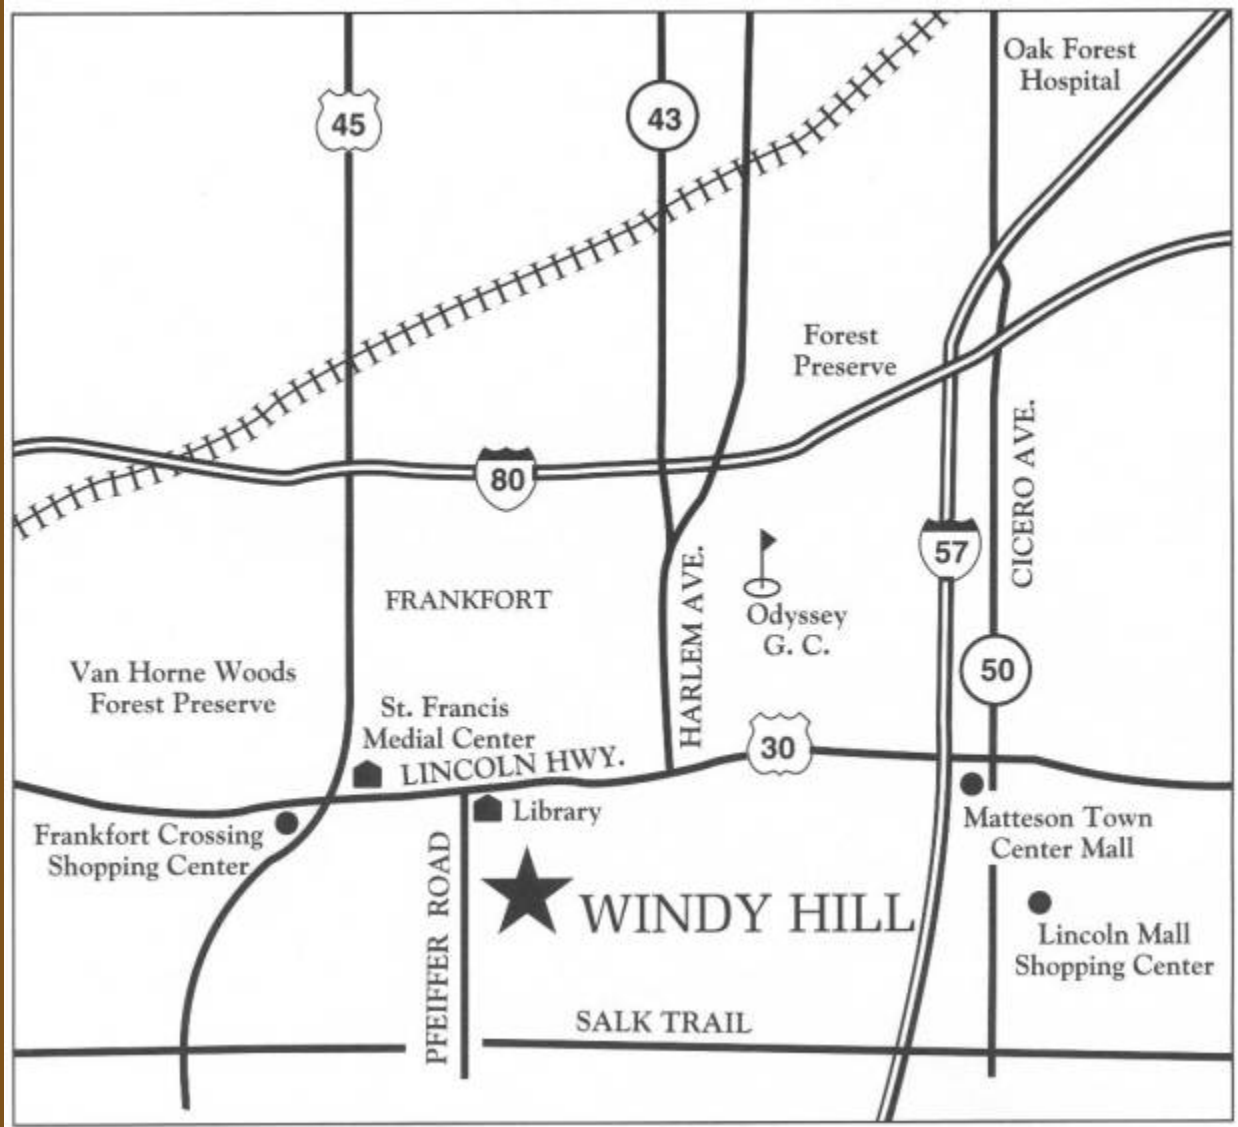 Oak Forest
Hospital
45
43
Forest
Preserve
80
CICERO AVE.
57
FRANKFORT
HARLEM AVE.
Odyssey
G. C.
Van Horne Woods
Forest Preserve
50
St. Francis
Medial Center
LINCOLN HWY.
30
Library
Frankfort Crossing
Shopping Center
Matteson Town
Center Mall
PFEIFFER ROAD
WINDY HILL
Lincoln Mall
Shopping Center
SALK TRAIL